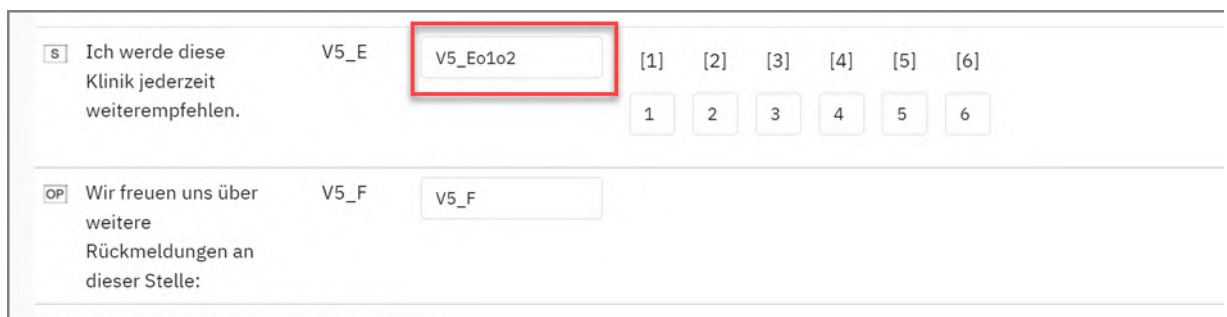 S Ich werde diese V5_E V5_Eo1o2 [1] [2] [3] [4] [5] [6]
Klinik jederzeit
weiterempfehlen. 1 2 3 4 5 6
OP Wir freuen uns über V5_F V5_F
weitere
Rückmeldungen an
dieser Stelle: